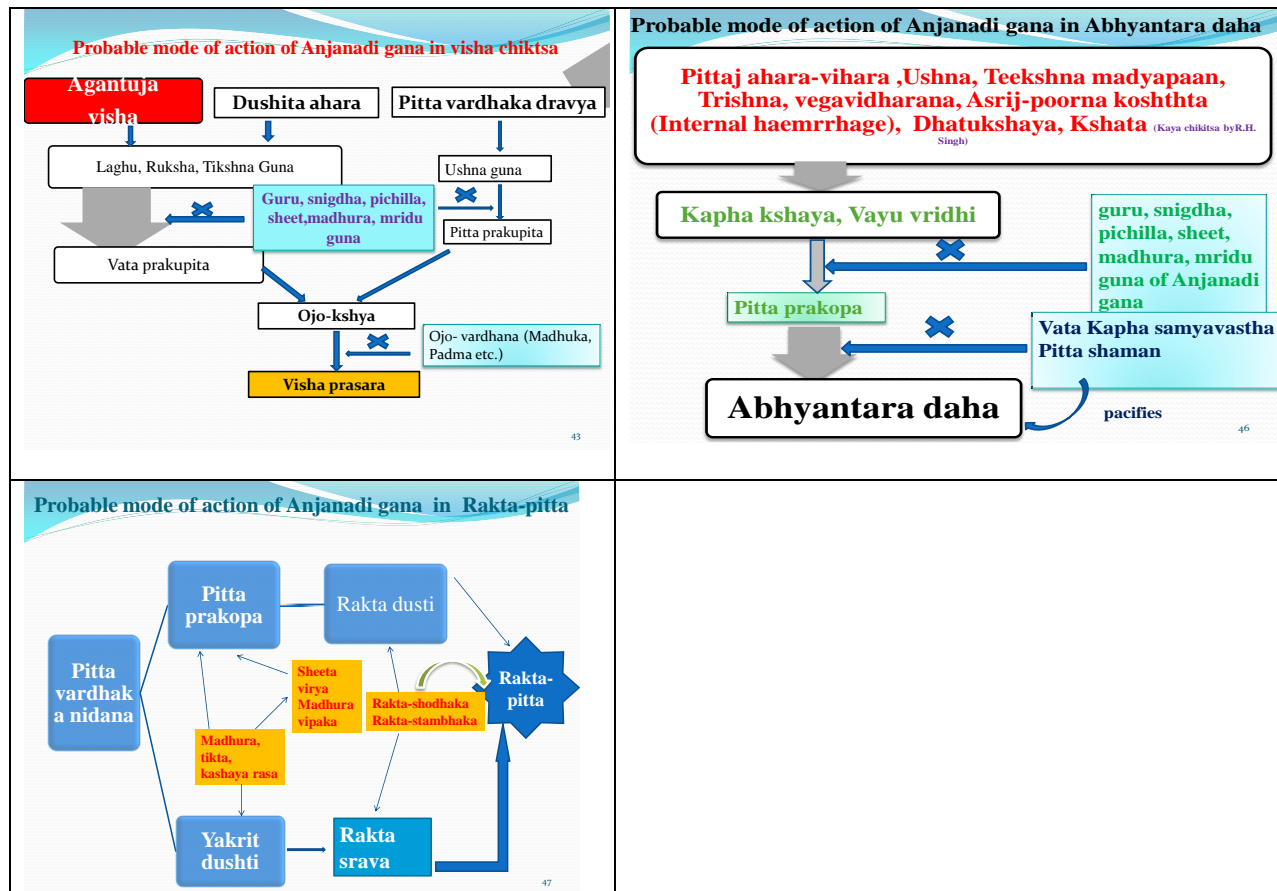 Probable mode of action of Anjanadi gana in visha chiktsa
Agantuja
visha
Dushita ahara
Pitta vardhaka dravya
Laghu, Ruksha, Tikshna Guna
Ushna guna
Guru, snigdha, pichilla,
sheet,madhura, mridu
guna
Pitta prakupita
Vata prakupita
Ojo-kshya
Ojo- vardhana (Madhuka,
Padma etc.)
Visha prasara
43
Probable mode of action of Anjanadi gana in Abhyantara daha
Pittaj ahara-vihara ,Ushna, Teekshna madyapaan,
Trishna, vegavidharana, Asrij-poorna koshthta
(Internal haemrrhage), Dhatukshaya, Kshata (Kaya chikitsa byR.H.
Singh)
Kapha kshaya, Vayu vridhi
guru, snigdha,
pichilla, sheet,
madhura, mridu
guna of Anjanadi
gana
Pitta prakopa
Vata Kapha samyavastha
Pitta shaman
Abhyantara daha
pacifies
46
Probable mode of action of Anjanadi gana in Rakta-pitta
Pitta
prakopa
Rakta dusti
Pitta
vardhak
a nidana
Sheeta
virya
Madhura
vipaka
Rakta-shodhaka
Rakta-stambhaka
Rakta-
pitta
Madhura,
tikta,
kashaya rasa
Yakrit
dushti
Rakta
srava
47